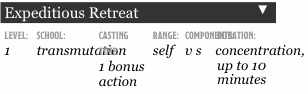 Expeditious Retreat ▼
LEVEL: SCHOOL: CASTING RANGE: COMPONENTS: DURATION:
1 transmutation 1 bonus action self v s concentration, up to 10 minutes